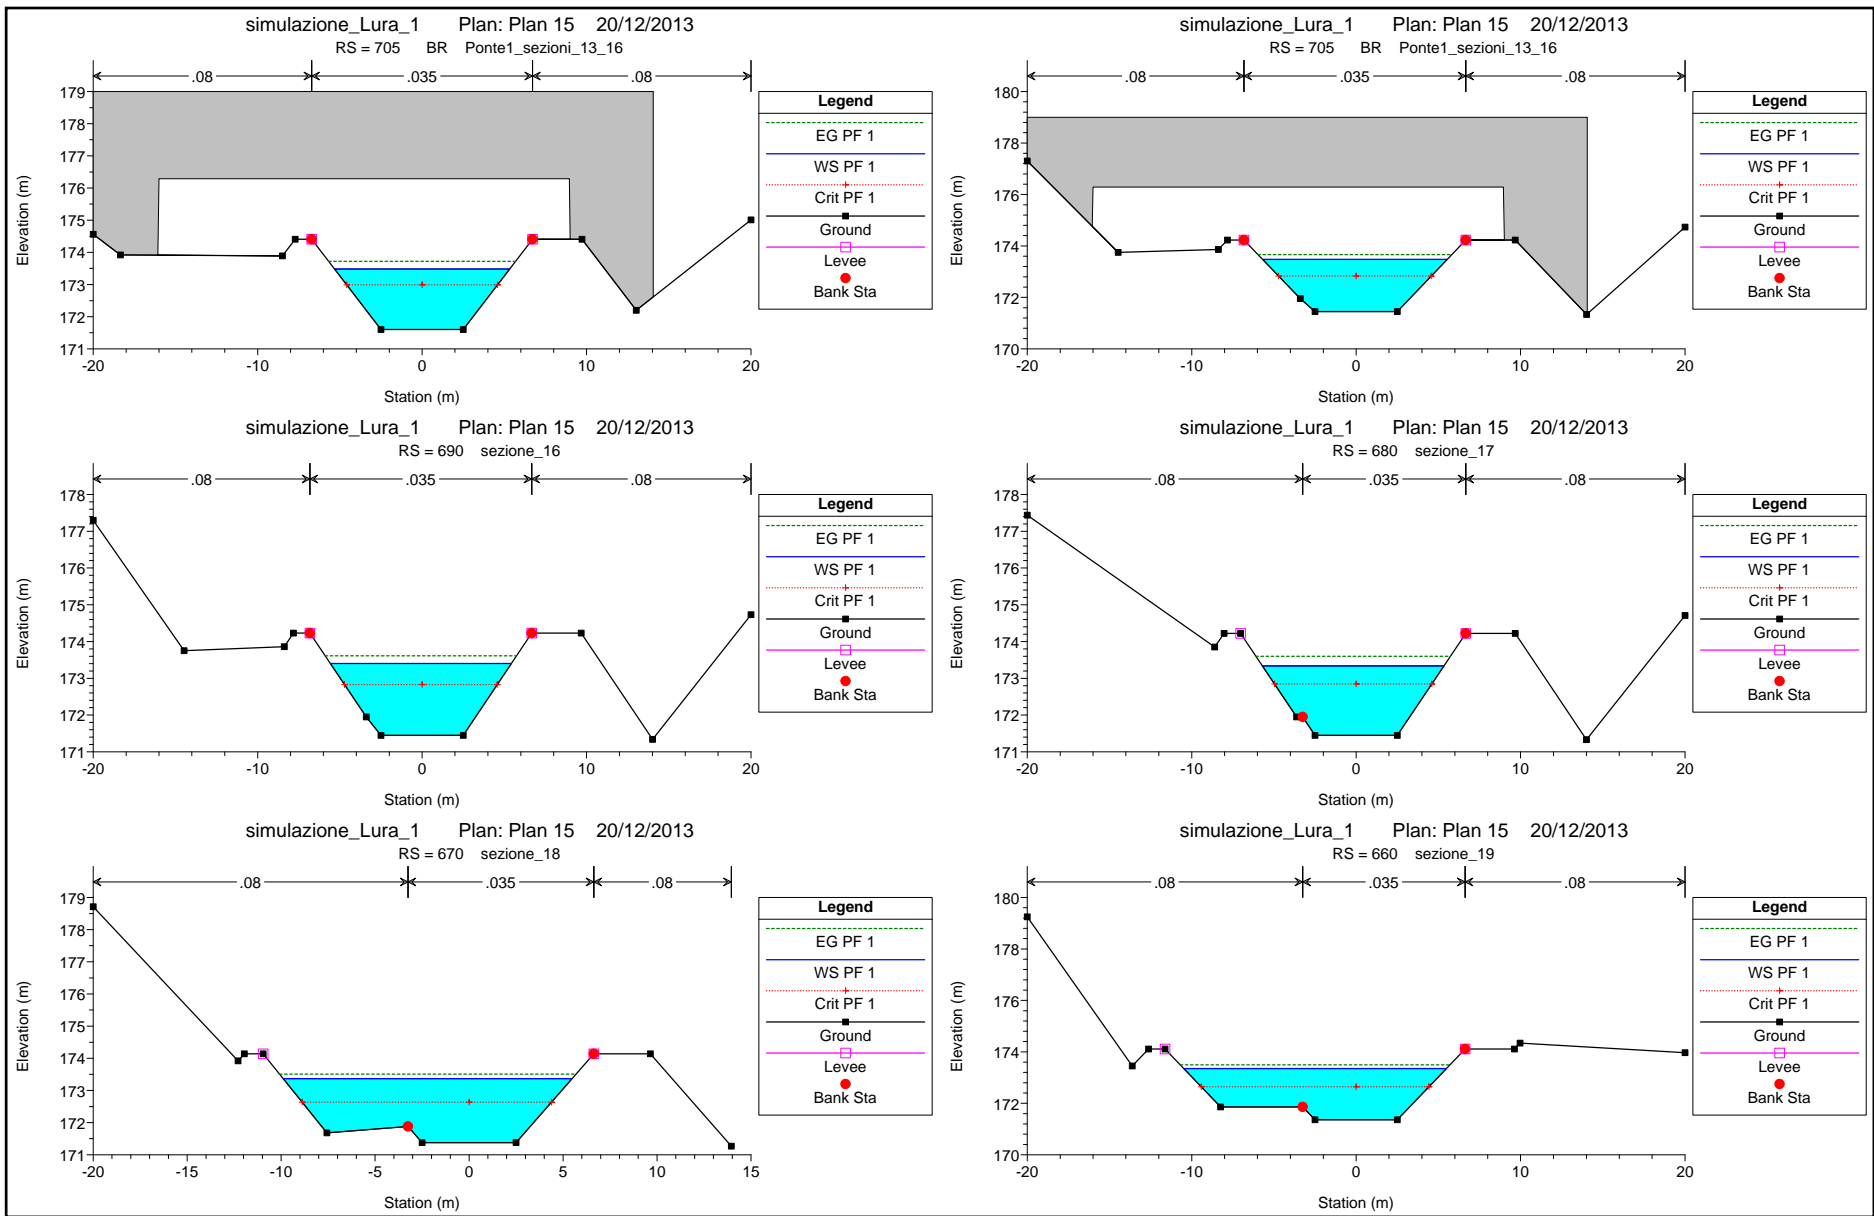 simulazione_Lura_1 Plan: Plan 15 20/12/2013
RS = 705 BR Ponte1_sezioni_13_16
.08 .035 .08
179
178
177
176
175
174
173
172
171
Elevation (m)
-20 -10 0 10 20
Station (m)
Legend
EG PF 1
WS PF 1
Crit PF 1
Ground
Levee
Bank Sta
simulazione_Lura_1 Plan: Plan 15 20/12/2013
RS = 705 BR Ponte1_sezioni_13_16
.08 .035 .08
180
178
176
174
172
170
Elevation (m)
-20 -10 0 10 20
Station (m)
Legend
EG PF 1
WS PF 1
Crit PF 1
Ground
Levee
Bank Sta
simulazione_Lura_1 Plan: Plan 15 20/12/2013
RS = 690 sezione_16
.08 .035 .08
178
177
176
175
174
173
172
171
Elevation (m)
-20 -10 0 10 20
Station (m)
Legend
EG PF 1
WS PF 1
Crit PF 1
Ground
Levee
Bank Sta
simulazione_Lura_1 Plan: Plan 15 20/12/2013
RS = 680 sezione_17
.08 .035 .08
178
177
176
175
174
173
172
171
Elevation (m)
-20 -10 0 10 20
Station (m)
Legend
EG PF 1
WS PF 1
Crit PF 1
Ground
Levee
Bank Sta
simulazione_Lura_1 Plan: Plan 15 20/12/2013
RS = 670 sezione_18
.08 .035 .08
179
178
177
176
175
174
173
172
171
Elevation (m)
-20 -15 -10 -5 0 5 10 15
Station (m)
Legend
EG PF 1
WS PF 1
Crit PF 1
Ground
Levee
Bank Sta
simulazione_Lura_1 Plan: Plan 15 20/12/2013
RS = 660 sezione_19
.08 .035 .08
180
178
176
174
172
170
Elevation (m)
-20 -10 0 10 20
Station (m)
Legend
EG PF 1
WS PF 1
Crit PF 1
Ground
Levee
Bank Sta